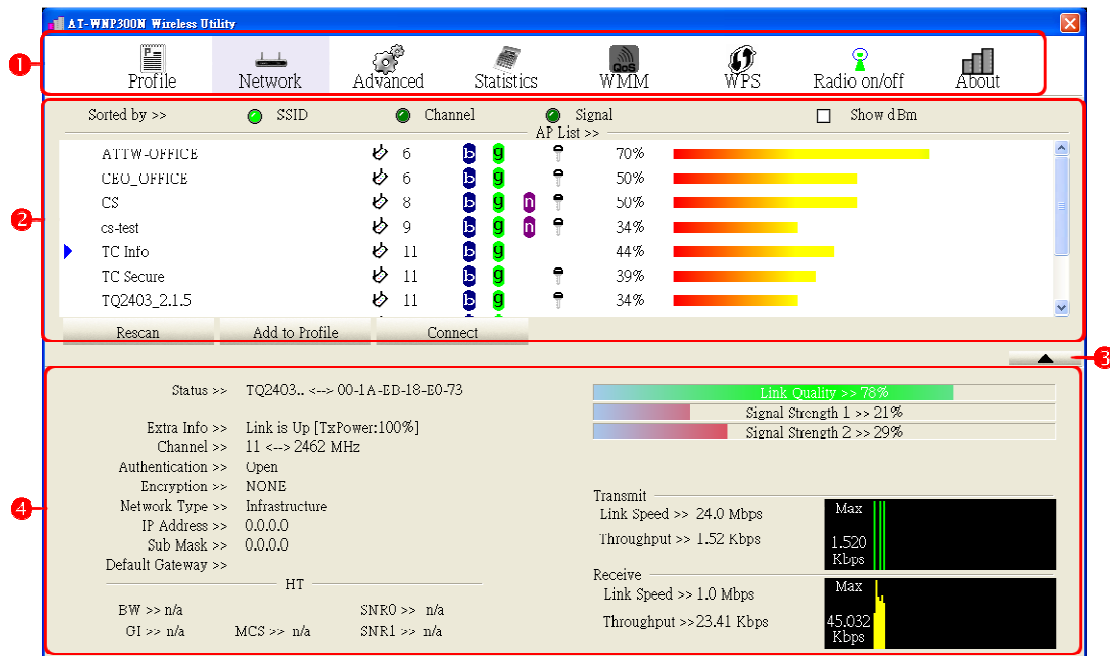 AT-WNP300N Wireless Utility
1
Profile Network Advanced Statistics QoS WMM WPS Radio on/off About
Sorted by >> SSID Channel Signal Show dBm
AP List >>
ATTW-OFFICE 6 b g 70%
CEO_OFFICE 6 b g 50%
2
CS 8 b g n 50%
cs-test 9 b g n 34%
TC Info 11 b g 44%
TC Secure 11 b g 39%
TQ2403_2.1.5 11 b g 34%
Rescan Add to Profile Connect
3
Status >> TQ2403.. <--> 00-1A-EB-18-E0-73
Link Quality >> 78%
Signal Strength 1 >> 21%
Signal Strength 2 >> 29%
Extra Info >> Link is Up [TxPower:100%]
Channel >> 11 <--> 2462 MHz
Authentication >> Open
Encryption >> NONE
4
Network Type >> Infrastructure
IP Address >> 0.0.0.0
Sub Mask >> 0.0.0.0
Default Gateway >>
HT
BW >> n/a SNR0 >> n/a
GI >> n/a MCS >> n/a SNR1 >> n/a
Transmit
Link Speed >> 24.0 Mbps
Throughput >> 1.52 Kbps
Max
1.520
Kbps
Receive
Link Speed >> 1.0 Mbps
Throughput >>23.41 Kbps
Max
45.032
Kbps